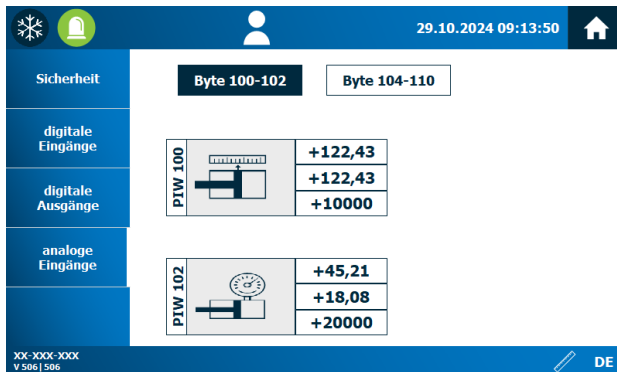 29.10.2024 09:13:50
Sicherheit
digitale
Eingänge
digitale
Ausgänge
analoge
Eingänge
Byte 100-102
Byte 104-110
PIW 100
+122,43
+122,43
+10000
PIW 102
+45,21
+18,08
+20000
XX-XXX-XXX
V 506 | 506
DE